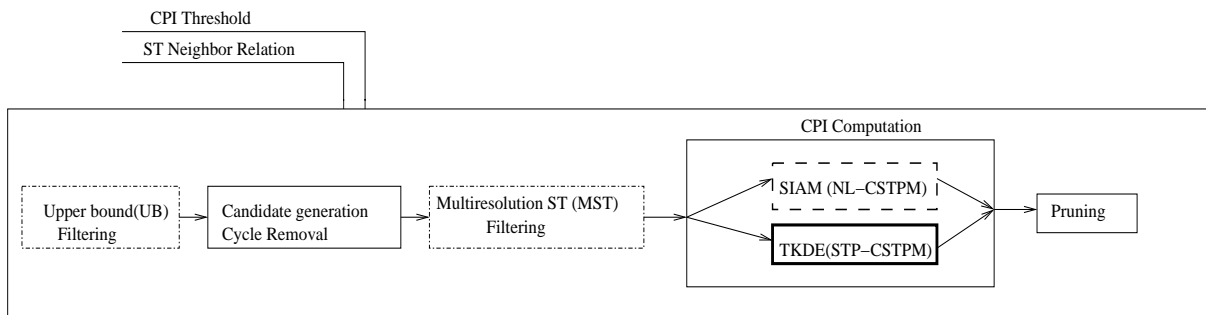 CPI Threshold
ST Neighbor Relation
CPI Computation
Upper bound(UB)
Filtering
Candidate generation
Cycle Removal
Multiresolution ST (MST)
Filtering
SIAM (NL−CSTPM)
TKDE(STP−CSTPM)
Pruning